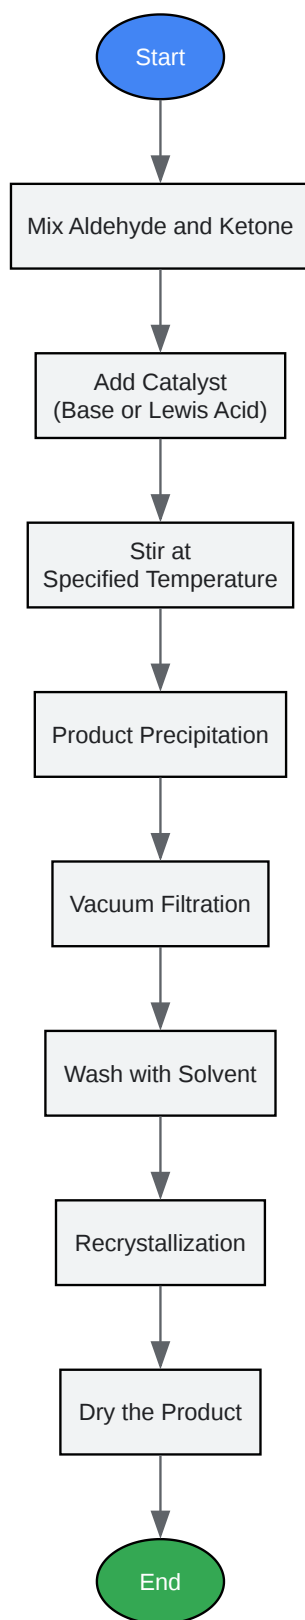 Start
Mix Aldehyde and Ketone
Add Catalyst
(Base or Lewis Acid)
Stir at
Specified Temperature
Product Precipitation
Vacuum Filtration
Wash with Solvent
Recrystallization
Dry the Product
End